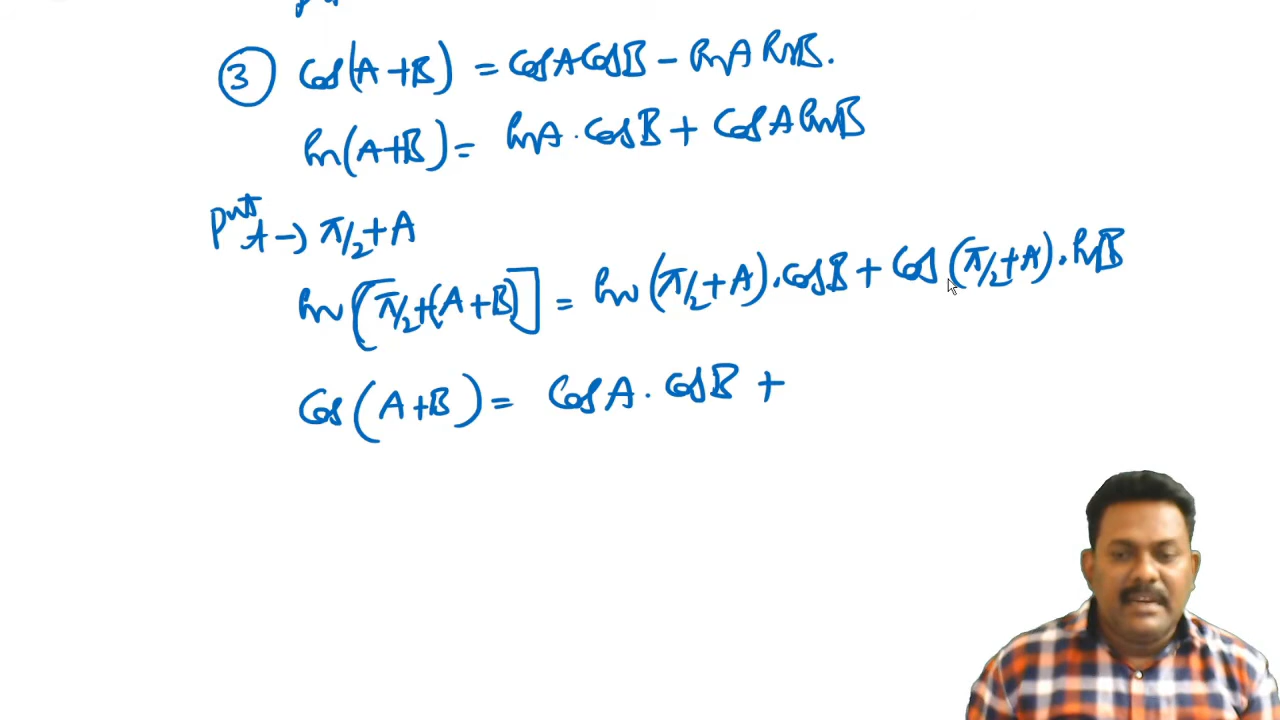 ③ cos(A+B) = cosA cosB - sinA sinB.
sin(A+B) = sinA · cosB + cosA sinB
Put A → π/2+A
sin[π/2+(A+B)] = sin(π/2+A) · cosB + cos(π/2+A) · sinB
cos(A+B) = cosA · cosB +